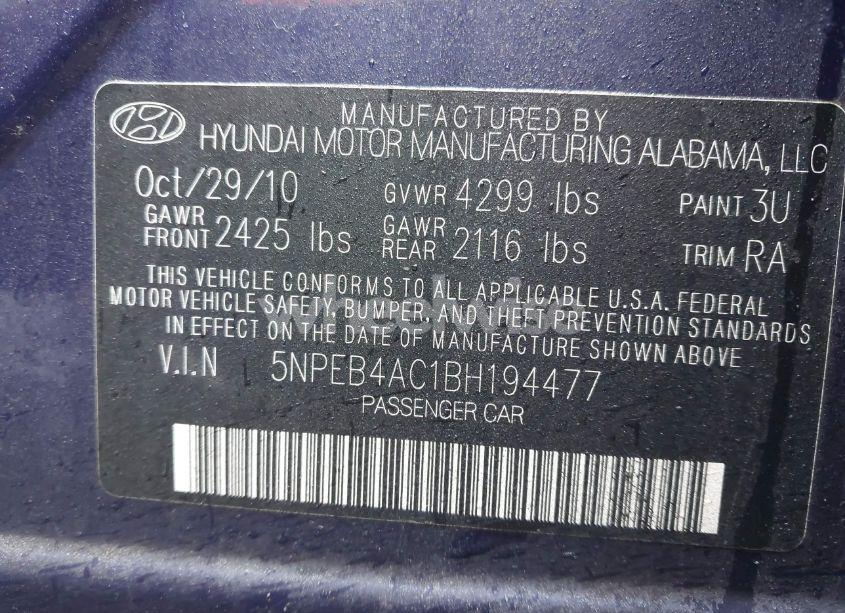 MANUFACTURED BY
HYUNDAI MOTOR MANUFACTURING ALABAMA, LLC
Oct/29/10 GVWR 4299 lbs PAINT 3U
GAWR FRONT 2425 lbs GAWR REAR 2116 lbs TRIM RA
THIS VEHICLE CONFORMS TO ALL APPLICABLE U.S.A. FEDERAL
MOTOR VEHICLE SAFETY, BUMPER, AND THEFT PREVENTION STANDARDS
IN EFFECT ON THE DATE OF MANUFACTURE SHOWN ABOVE
V.I.N 5NPEB4AC1BH194477
PASSENGER CAR